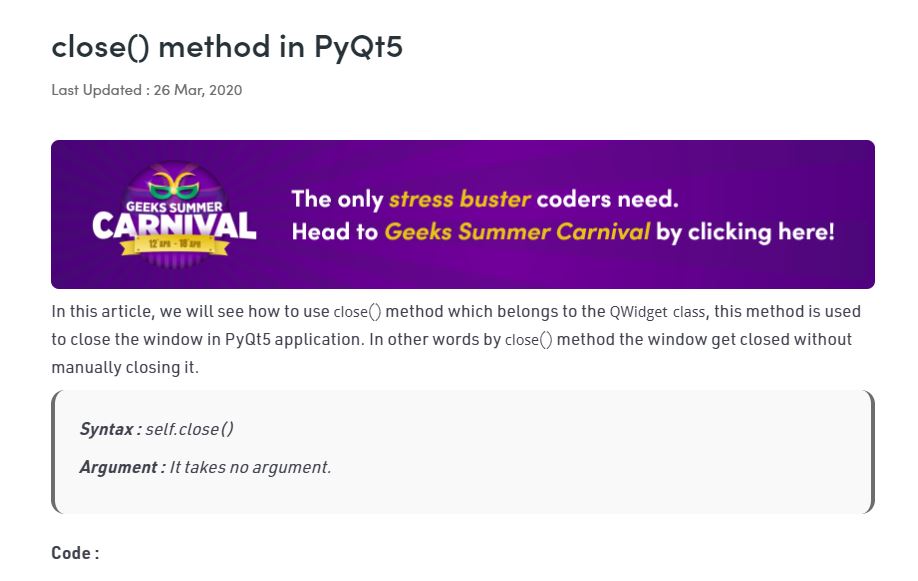 close() method in PyQt5
Last Updated : 26 Mar, 2020
GEEKS SUMMER
CARNIVAL
12 APR - 18 APR
The only stress buster coders need.
Head to Geeks Summer Carnival by clicking here!
In this article, we will see how to use close() method which belongs to the QWidget class, this method is used
to close the window in PyQt5 application. In other words by close() method the window get closed without
manually closing it.
Syntax : self.close()
Argument : It takes no argument.
Code :